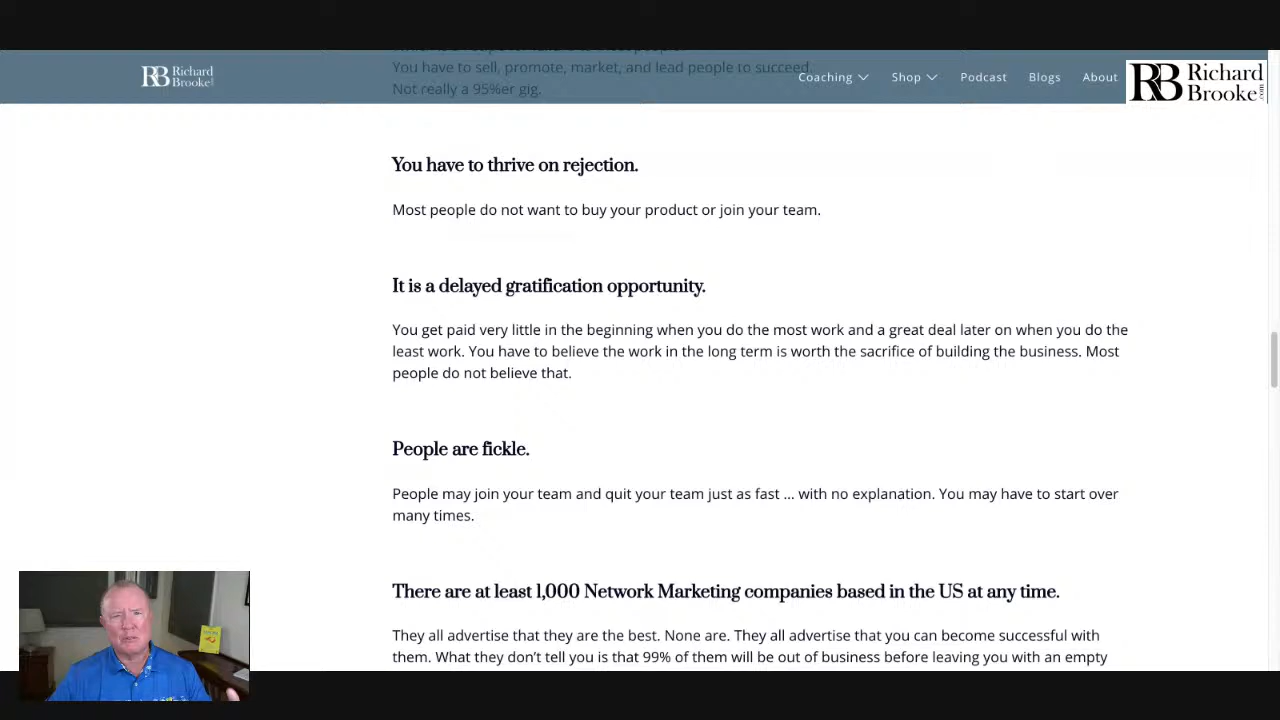 You have to sell, promote, market, and lead people to succeed.
Not really a 95%er gig.
RB Richard
Brooke
Coaching
Shop
Podcast
Blogs
About
RB Richard
Brooke.com
You have to thrive on rejection.
Most people do not want to buy your product or join your team.
It is a delayed gratification opportunity.
You get paid very little in the beginning when you do the most work and a great deal later on when you do the
least work. You have to believe the work in the long term is worth the sacrifice of building the business. Most
people do not believe that.
People are fickle.
People may join your team and quit your team just as fast ... with no explanation. You may have to start over
many times.
There are at least 1,000 Network Marketing companies based in the US at any time.
They all advertise that they are the best. None are. They all advertise that you can become successful with
them. What they don’t tell you is that 99% of them will be out of business before leaving you with an empty